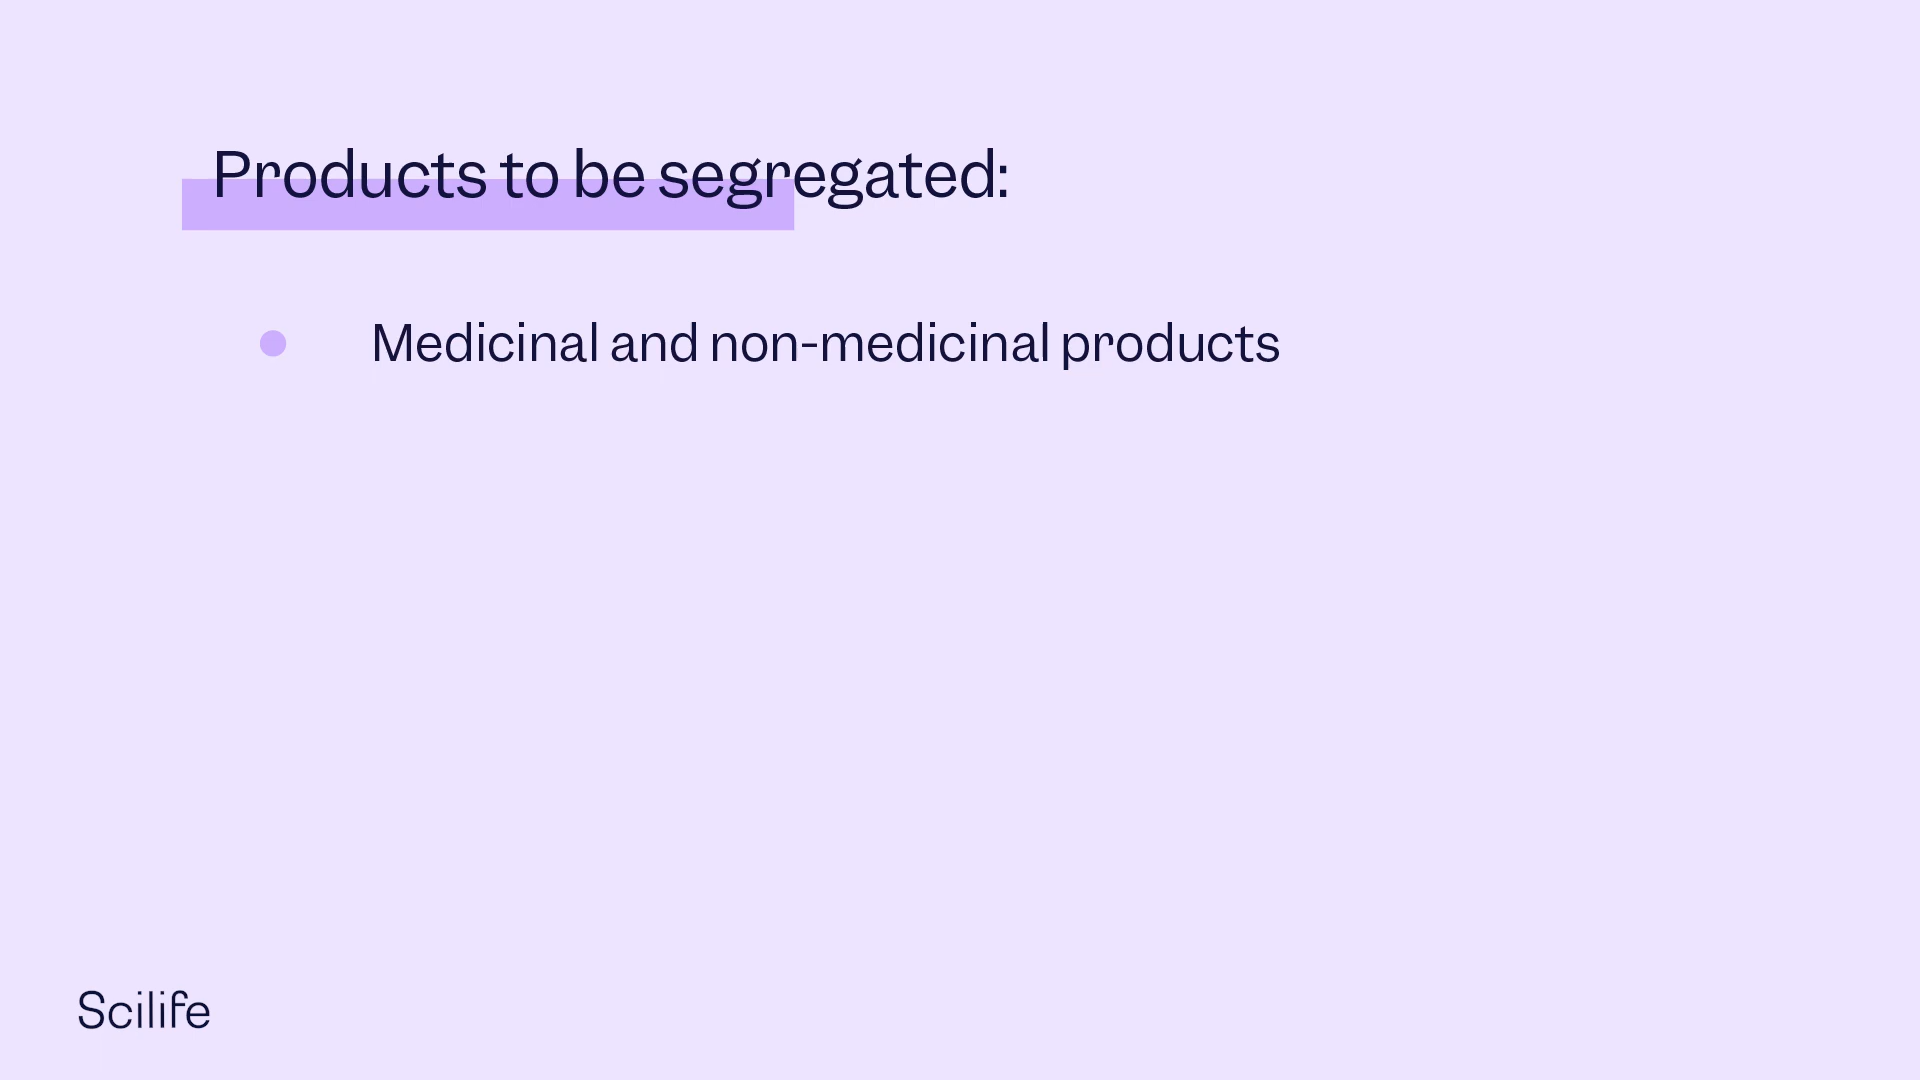 Products to be segregated:
Medicinal and non-medicinal products
Scilife